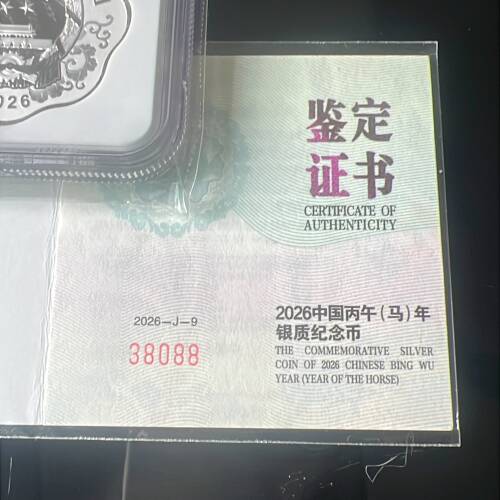 2026
鉴定
证书
CERTIFICATE OF
AUTHENTICITY
2026-J-9
38088
2026中国丙午(马)年
银质纪念币
THE COMMEMORATIVE SILVER
COIN OF 2026 CHINESE BING WU
YEAR (YEAR OF THE HORSE)